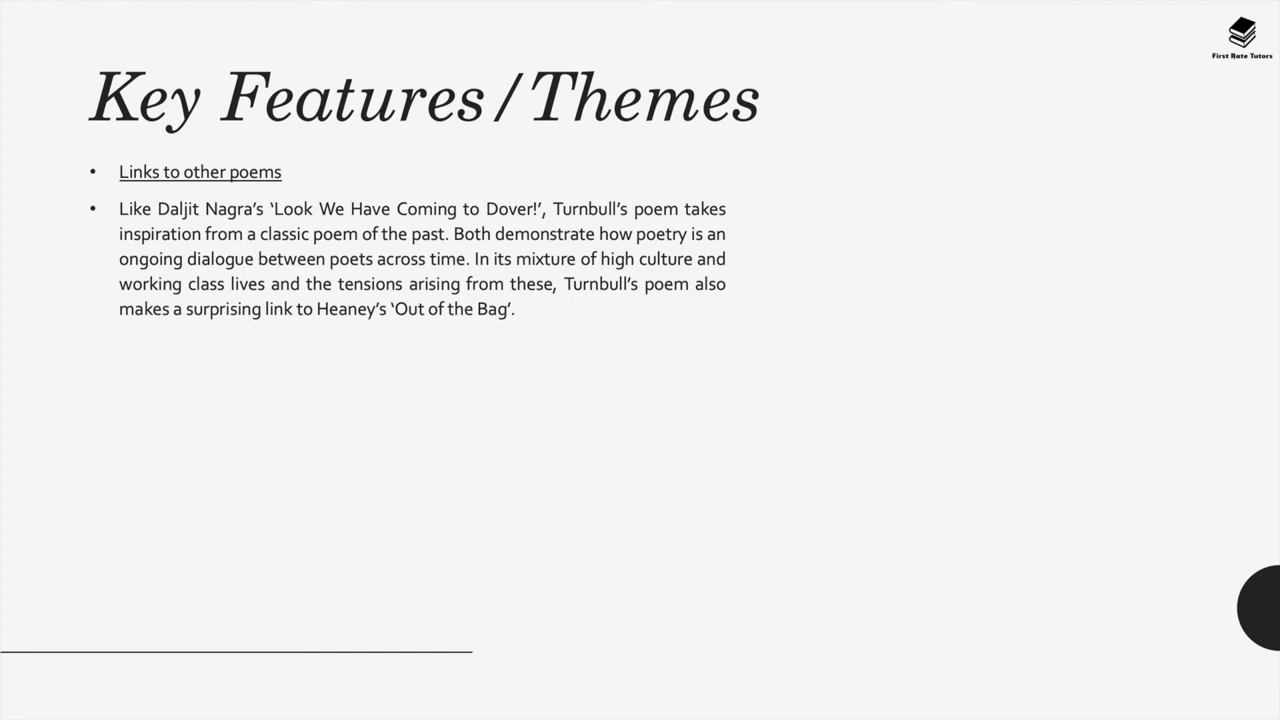 First Rate Tutors
Key Features/Themes
• Links to other poems
• Like Daljit Nagra’s ‘Look We Have Coming to Dover!’, Turnbull’s poem takes
inspiration from a classic poem of the past. Both demonstrate how poetry is an
ongoing dialogue between poets across time. In its mixture of high culture and
working class lives and the tensions arising from these, Turnbull’s poem also
makes a surprising link to Heaney’s ‘Out of the Bag’.